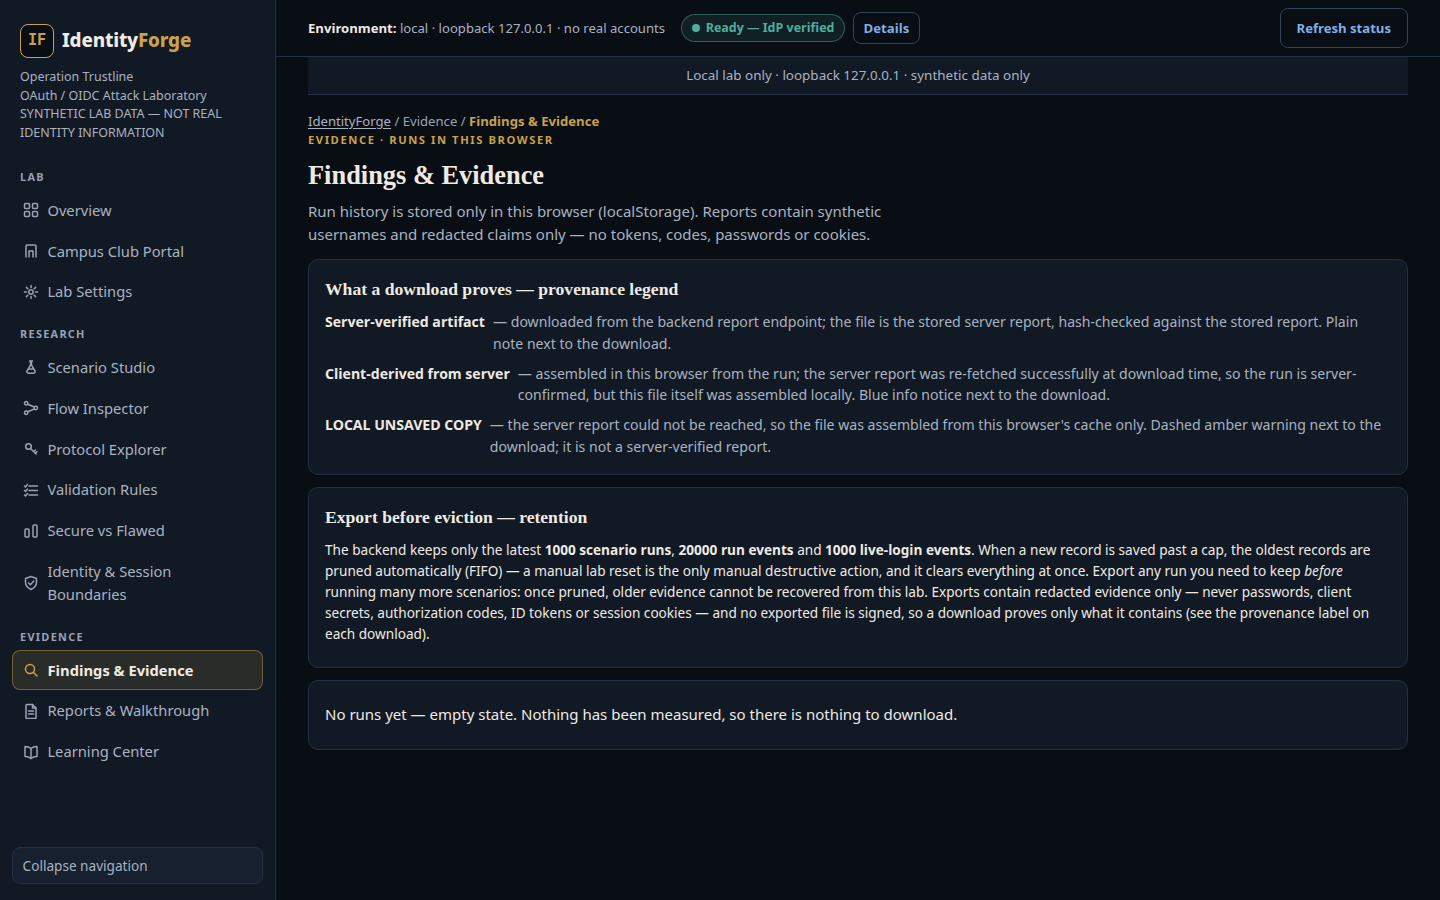 IF IdentityForge
Operation Trustline
OAuth / OIDC Attack Laboratory
SYNTHETIC LAB DATA — NOT REAL
IDENTITY INFORMATION
LAB
Overview
Campus Club Portal
Lab Settings
RESEARCH
Scenario Studio
Flow Inspector
Protocol Explorer
Validation Rules
Secure vs Flawed
Identity & Session
Boundaries
EVIDENCE
Findings & Evidence
Reports & Walkthrough
Learning Center
Collapse navigation
Environment: local · loopback 127.0.0.1 · no real accounts
Ready — IdP verified
Details
Refresh status
Local lab only · loopback 127.0.0.1 · synthetic data only
IdentityForge / Evidence / Findings & Evidence
EVIDENCE · RUNS IN THIS BROWSER
Findings & Evidence
Run history is stored only in this browser (localStorage). Reports contain synthetic
usernames and redacted claims only — no tokens, codes, passwords or cookies.
What a download proves — provenance legend
Server-verified artifact — downloaded from the backend report endpoint; the file is the stored server report, hash-checked against the stored report. Plain
note next to the download.
Client-derived from server — assembled in this browser from the run; the server report was re-fetched successfully at download time, so the run is server-
confirmed, but this file itself was assembled locally. Blue info notice next to the download.
LOCAL UNSAVED COPY — the server report could not be reached, so the file was assembled from this browser's cache only. Dashed amber warning next to the
download; it is not a server-verified report.
Export before eviction — retention
The backend keeps only the latest 1000 scenario runs, 20000 run events and 1000 live-login events. When a new record is saved past a cap, the oldest records are
pruned automatically (FIFO) — a manual lab reset is the only manual destructive action, and it clears everything at once. Export any run you need to keep before
running many more scenarios: once pruned, older evidence cannot be recovered from this lab. Exports contain redacted evidence only — never passwords, client
secrets, authorization codes, ID tokens or session cookies — and no exported file is signed, so a download proves only what it contains (see the provenance label on
each download).
No runs yet — empty state. Nothing has been measured, so there is nothing to download.